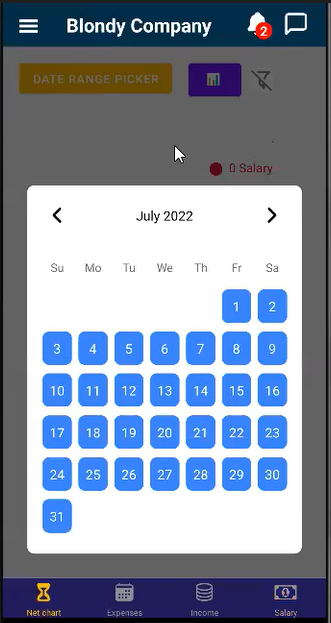 Blondy Company
2
DATE RANGE PICKER
0 Salary
July 2022
Su Mo Tu We Th Fr Sa
1 2
3 4 5 6 7 8 9
10 11 12 13 14 15 16
17 18 19 20 21 22 23
24 25 26 27 28 29 30
31
Net chart Expenses Income Salary